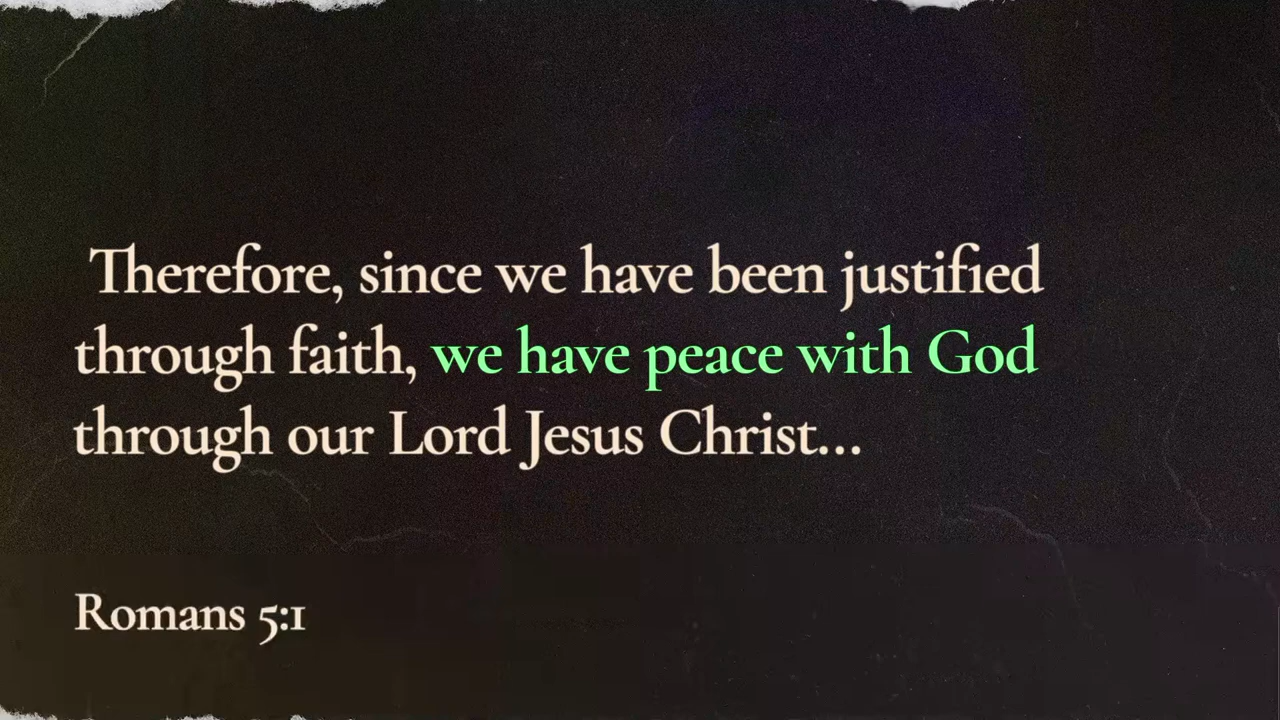 Therefore, since we have been justified
through faith, we have peace with God
through our Lord Jesus Christ...
Romans 5:1